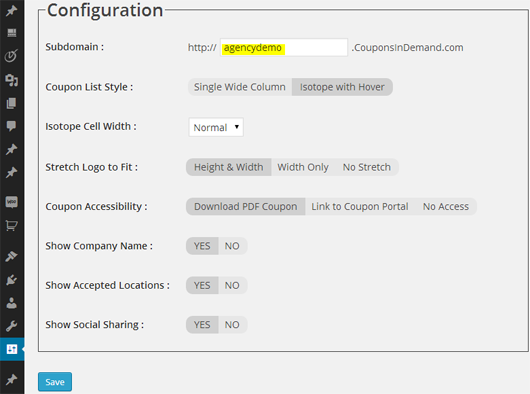 Configuration
Subdomain : http:// agencydemo .CouponsInDemand.com
Coupon List Style : Single Wide Column Isotope with Hover
Isotope Cell Width : Normal
Stretch Logo to Fit : Height & Width Width Only No Stretch
Coupon Accessibility : Download PDF Coupon Link to Coupon Portal No Access
Show Company Name : YES NO
Show Accepted Locations : YES NO
Show Social Sharing : YES NO
Save